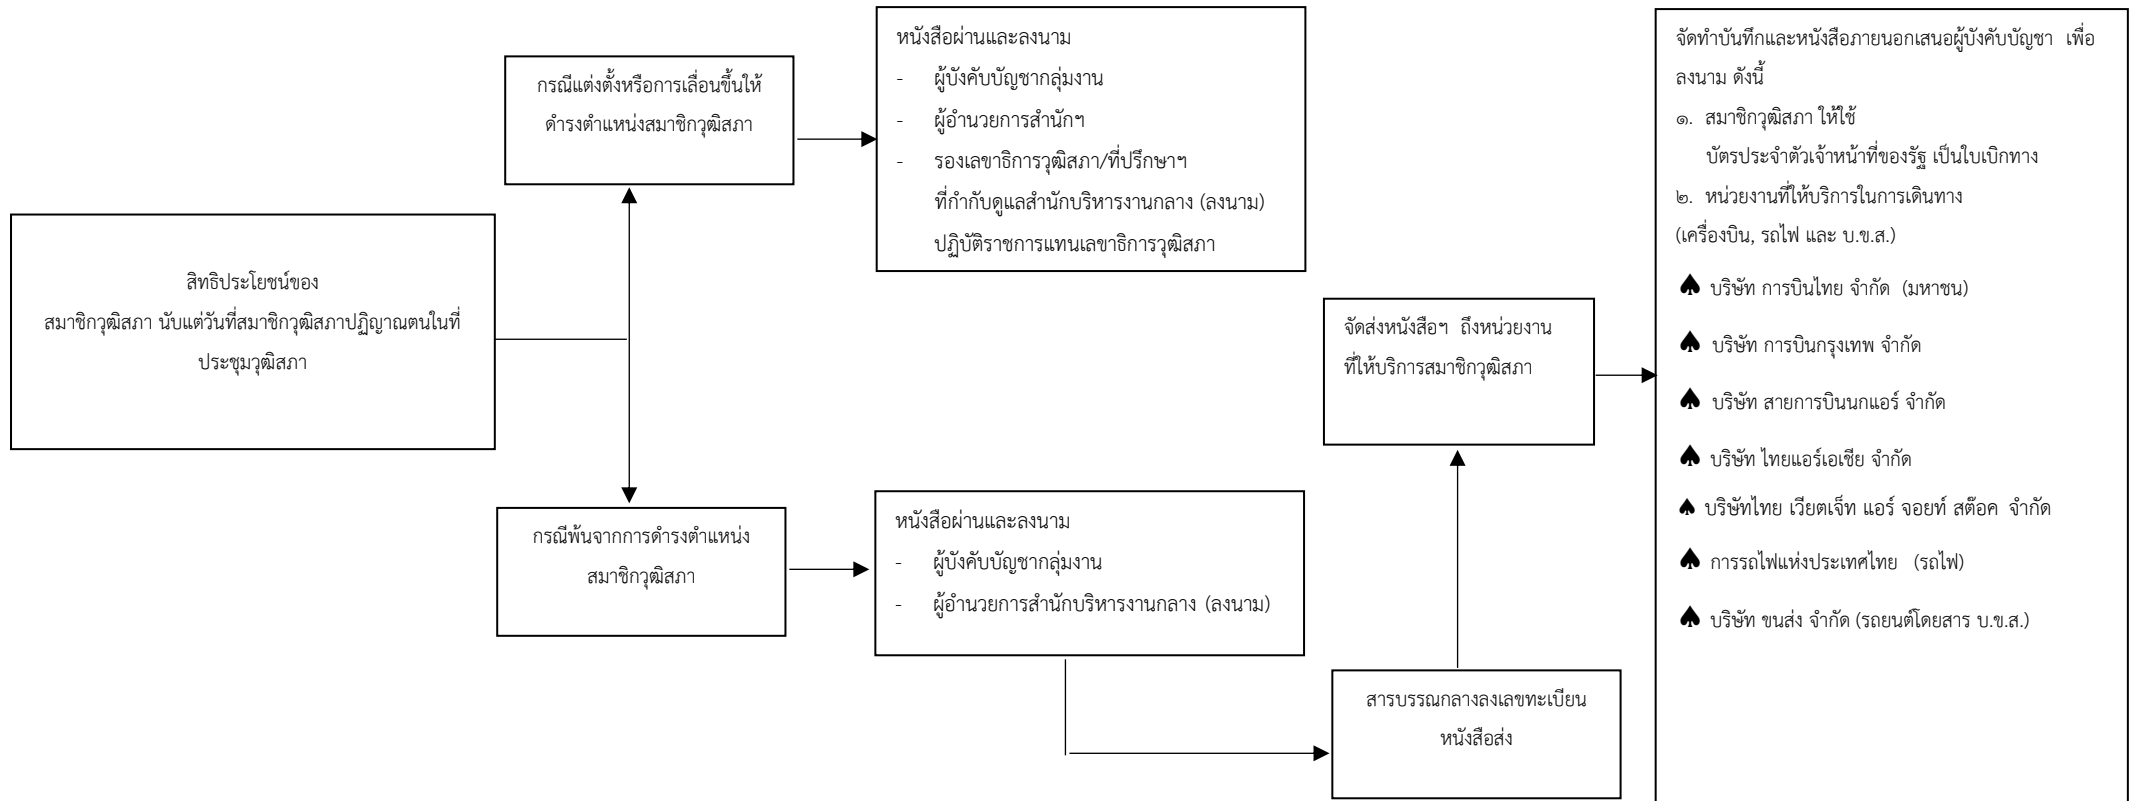 สิทธิประโยชน์ของ
สมาชิกวุฒิสภา นับแต่วันที่สมาชิกวุฒิสภาปฏิญาณตนในที่
ประชุมวุฒิสภา
กรณีแต่งตั้งหรือการเลื่อนขึ้นให้
ดำรงตำแหน่งสมาชิกวุฒิสภา
หนังสือผ่านและลงนาม
- ผู้บังคับบัญชากลุ่มงาน
- ผู้อำนวยการสำนักฯ
- รองเลขาธิการวุฒิสภา/ที่ปรึกษาฯ
ที่กำกับดูแลสำนักบริหารงานกลาง (ลงนาม)
ปฏิบัติราชการแทนเลขาธิการวุฒิสภา
กรณีพ้นจากการดำรงตำแหน่ง
สมาชิกวุฒิสภา
หนังสือผ่านและลงนาม
- ผู้บังคับบัญชากลุ่มงาน
- ผู้อำนวยการสำนักบริหารงานกลาง (ลงนาม)
สารบรรณกลางลงเลขทะเบียน
หนังสือส่ง
จัดส่งหนังสือฯ ถึงหน่วยงาน
ที่ให้บริการสมาชิกวุฒิสภา
จัดทำบันทึกและหนังสือภายนอกเสนอผู้บังคับบัญชา เพื่อ
ลงนาม ดังนี้
๑. สมาชิกวุฒิสภา ให้ใช้
บัตรประจำตัวเจ้าหน้าที่ของรัฐ เป็นใบเบิกทาง
๒. หน่วยงานที่ให้บริการในการเดินทาง
(เครื่องบิน, รถไฟ และ บ.ข.ส.)
♠ บริษัท การบินไทย จำกัด (มหาชน)
♠ บริษัท การบินกรุงเทพ จำกัด
♠ บริษัท สายการบินนกแอร์ จำกัด
♠ บริษัท ไทยแอร์เอเชีย จำกัด
♠ บริษัทไทย เวียตเจ็ท แอร์ จอยท์ สต๊อค จำกัด
♠ การรถไฟแห่งประเทศไทย (รถไฟ)
♠ บริษัท ขนส่ง จำกัด (รถยนต์โดยสาร บ.ข.ส.)